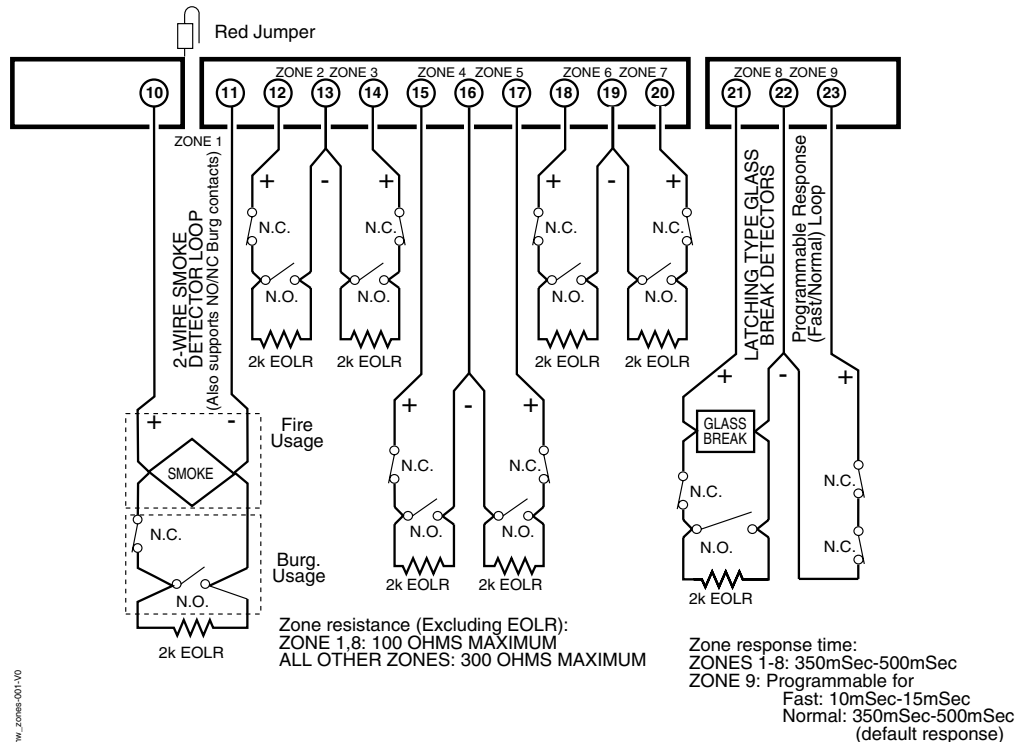 Red Jumper
ZONE 2 ZONE 3 ZONE 4 ZONE 5 ZONE 6 ZONE 7 ZONE 8 ZONE 9
10 11 12 13 14 15 16 17 18 19 20 21 22 23
ZONE 1
2-WIRE SMOKE
DETECTOR LOOP
(Also supports NO/NC Burg contacts)
+ - +
N.C. N.C.
N.O. N.O.
2k EOLR 2k EOLR
+ - +
N.C. N.C.
N.O. N.O.
2k EOLR 2k EOLR
LATCHING TYPE GLASS
BREAK DETECTORS
Programmable Response
(Fast/Normal) Loop
+ -
Fire
Usage
SMOKE
N.C.
Burg.
Usage
N.O.
2k EOLR
+ - +
N.C. N.C.
N.O. N.O.
2k EOLR 2k EOLR
+ - +
GLASS
BREAK
N.C. N.C.
N.O. N.C.
2k EOLR
Zone resistance (Excluding EOLR):
ZONE 1,8: 100 OHMS MAXIMUM
ALL OTHER ZONES: 300 OHMS MAXIMUM
Zone response time:
ZONES 1-8: 350mSec-500mSec
ZONE 9: Programmable for
Fast: 10mSec-15mSec
Normal: 350mSec-500mSec
(default response)